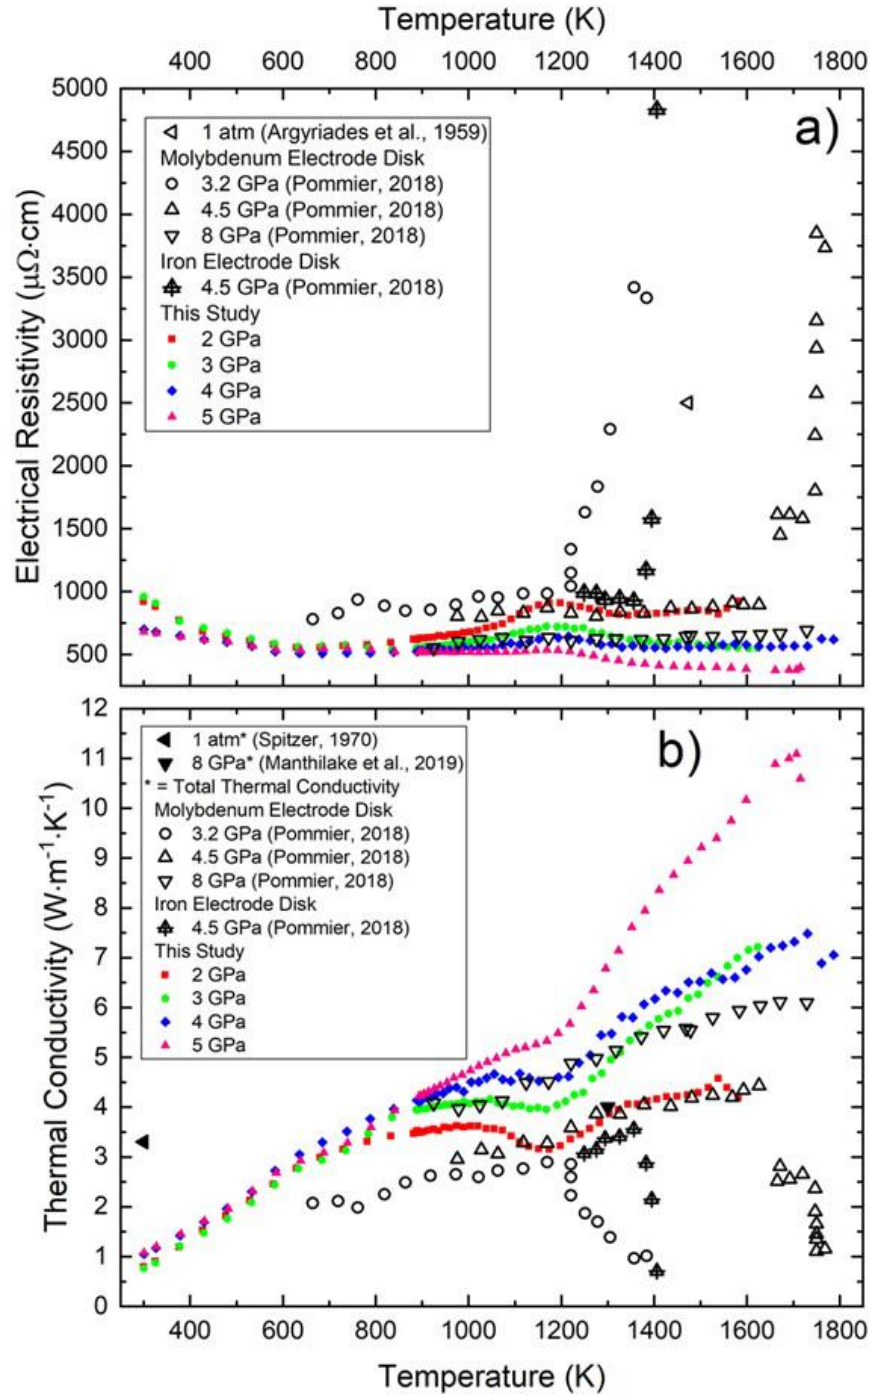 Temperature (K)
400 600 800 1000 1200 1400 1600 1800
a)
5000
4500
4000
3500
3000
2500
2000
1500
1000
500
Electrical Resistivity (μΩ·cm)
1 atm (Argyriades et al., 1959)
Molybdenum Electrode Disk
3.2 GPa (Pommier, 2018)
4.5 GPa (Pommier, 2018)
8 GPa (Pommier, 2018)
Iron Electrode Disk
4.5 GPa (Pommier, 2018)
This Study
2 GPa
3 GPa
4 GPa
5 GPa
b)
12
11
10
9
8
7
6
5
4
3
2
1
0
Thermal Conductivity (W·m⁻¹·K⁻¹)
1 atm* (Spitzer, 1970)
8 GPa* (Manthilake et al., 2019)
* = Total Thermal Conductivity
Molybdenum Electrode Disk
3.2 GPa (Pommier, 2018)
4.5 GPa (Pommier, 2018)
8 GPa (Pommier, 2018)
Iron Electrode Disk
4.5 GPa (Pommier, 2018)
This Study
2 GPa
3 GPa
4 GPa
5 GPa
400 600 800 1000 1200 1400 1600 1800
Temperature (K)